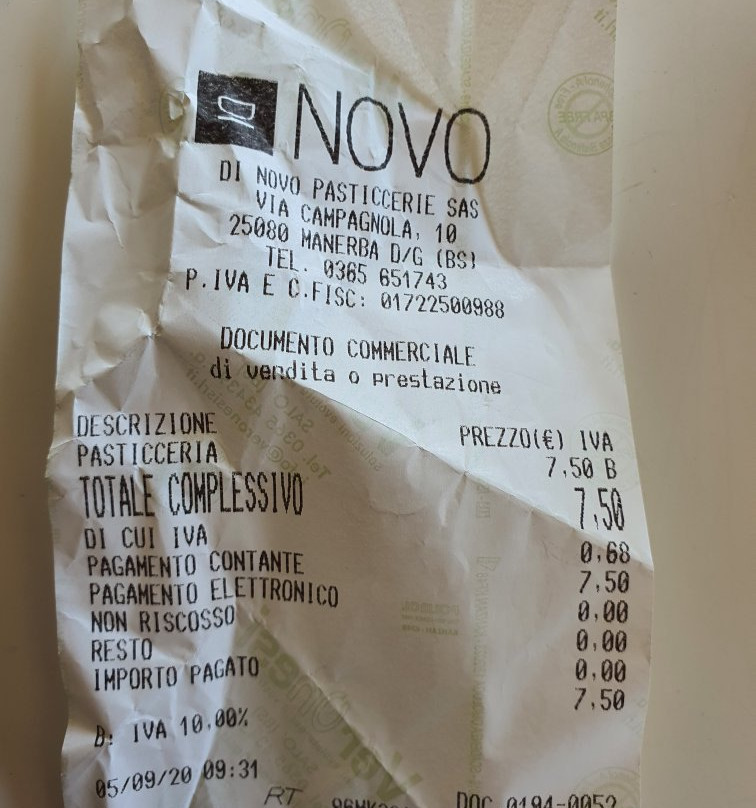 NOVO
DI NOVO PASTICCERIE SAS
VIA CAMPAGNOLA, 10
25080 MANERBA D/G (BS)
TEL. 0365 651743
P.IVA E C.FISC: 01722500988
DOCUMENTO COMMERCIALE
di vendita o prestazione
DESCRIZIONE PREZZO(€) IVA
PASTICCERIA 7,50 B
TOTALE COMPLESSIVO 7,50
DI CUI IVA 0,68
PAGAMENTO CONTANTE 7,50
PAGAMENTO ELETTRONICO 0,00
NON RISCOSSO 0,00
RESTO 0,00
IMPORTO PAGATO 7,50
B: IVA 10,00%
05/09/20 09:31 DOC 0194-0052
RT